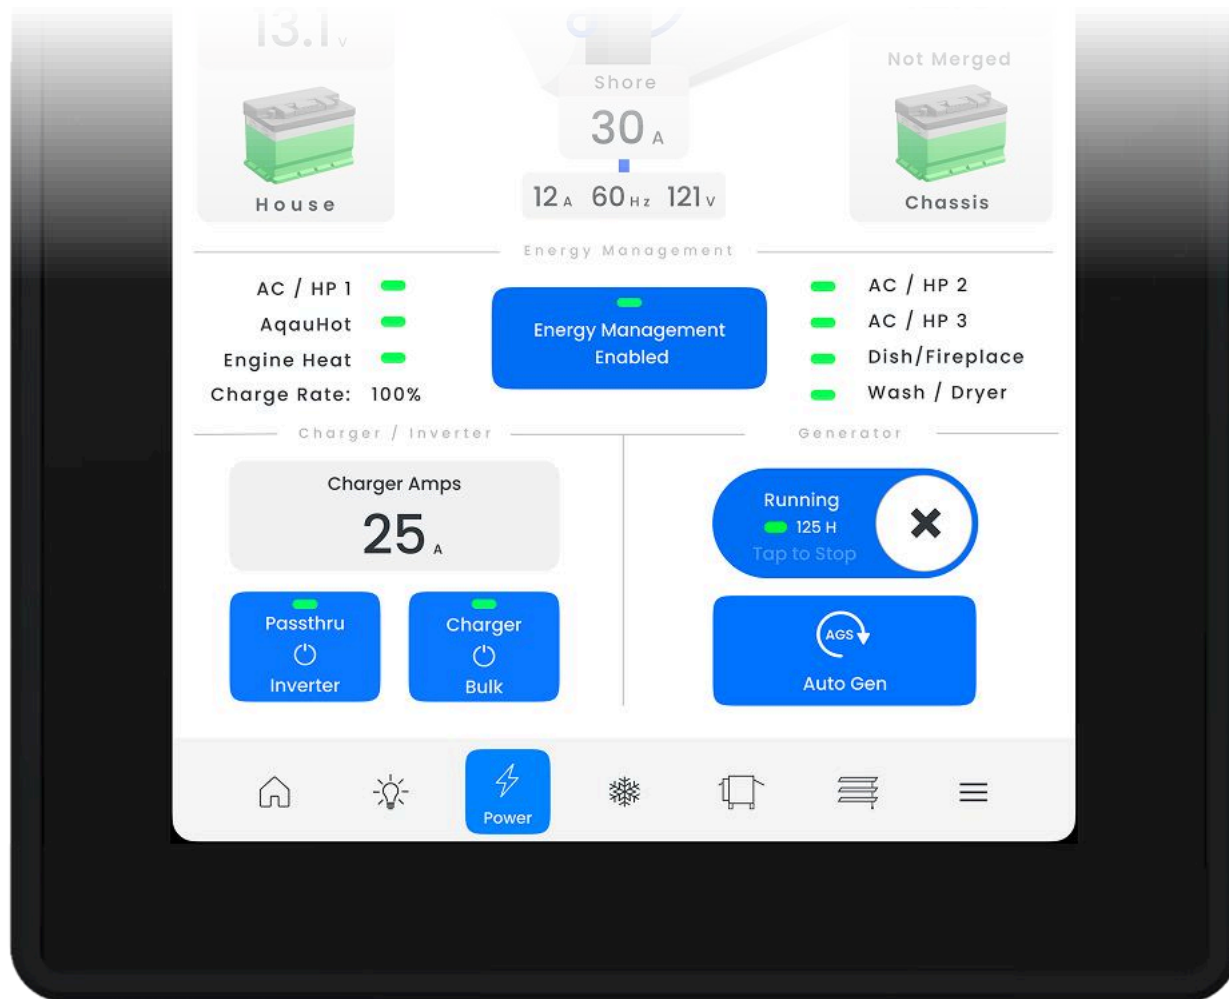 13.1 v
House
Shore
30 A
12 A 60 Hz 121 V
Not Merged
Chassis
Energy Management
AC / HP 1
AqauHot
Engine Heat
Charge Rate: 100%
Energy Management
Enabled
AC / HP 2
AC / HP 3
Dish/Fireplace
Wash / Dryer
Charger / Inverter
Charger Amps
25 A
Passthru
Inverter
Charger
Bulk
Generator
Running
125 H
Tap to Stop
AGS
Auto Gen
Power